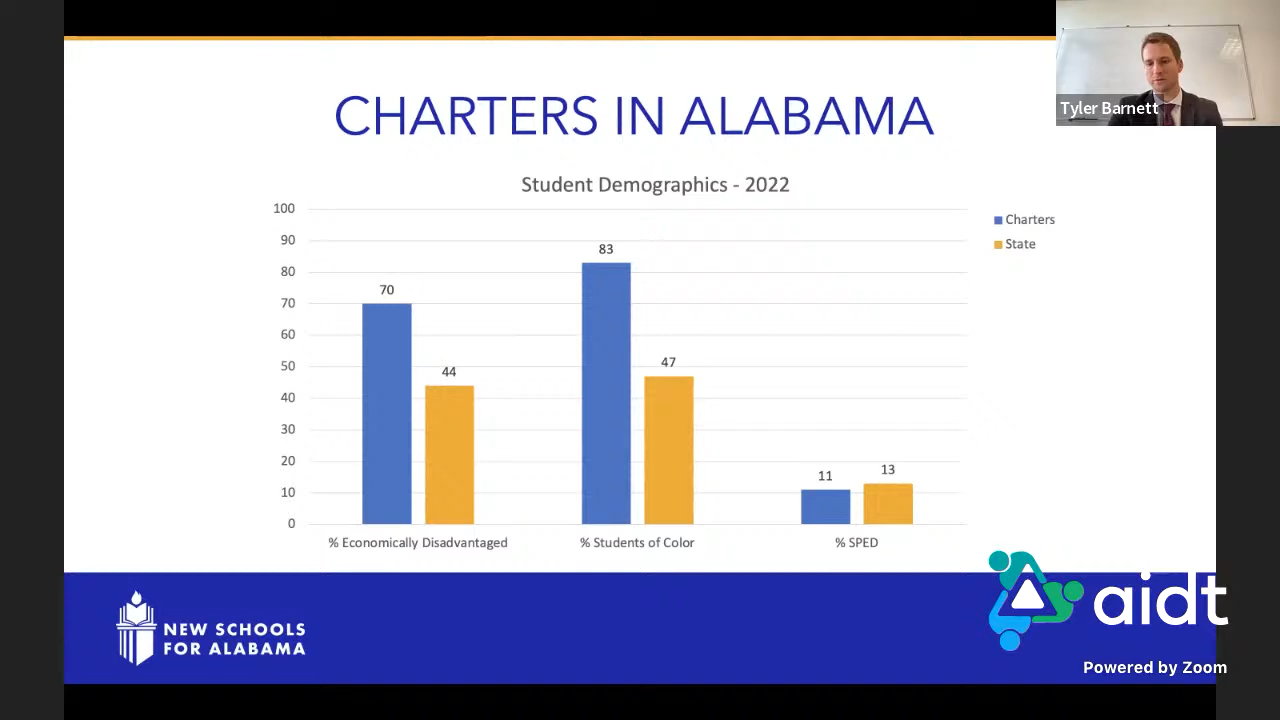 CHARTERS IN ALABAMA
Tyler Barnett
Student Demographics - 2022
100
90
80
70
60
50
40
30
20
10
0
70
44
83
47
11
13
% Economically Disadvantaged
% Students of Color
% SPED
Charters
State
NEW SCHOOLS
FOR ALABAMA
aidt
Powered by Zoom